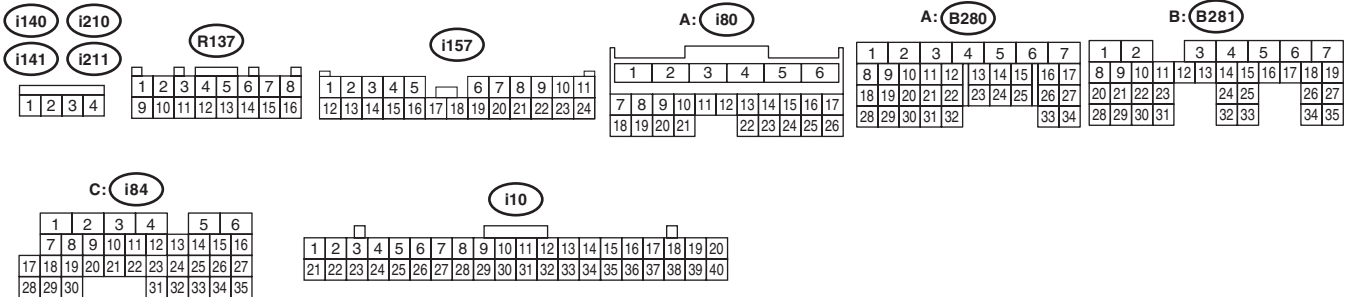 i140 i210
i141 i211
1 2 3 4
R137
1 2 3 4 5 6 7 8
9 10 11 12 13 14 15 16
i157
1 2 3 4 5 6 7 8 9 10 11
12 13 14 15 16 17 18 19 20 21 22 23 24
A: i80
1 2 3 4 5 6
7 8 9 10 11 12 13 14 15 16 17
18 19 20 21 22 23 24 25 26
A: B280
1 2 3 4 5 6 7
8 9 10 11 12 13 14 15 16 17
18 19 20 21 22 23 24 25 26 27
28 29 30 31 32 33 34
B: B281
1 2 3 4 5 6 7
8 9 10 11 12 13 14 15 16 17 18 19
20 21 22 23 24 25 26 27
28 29 30 31 32 33 34 35
C: i84
1 2 3 4 5 6
7 8 9 10 11 12 13 14 15 16
17 18 19 20 21 22 23 24 25 26 27
28 29 30 31 32 33 34 35
i10
1 2 3 4 5 6 7 8 9 10 11 12 13 14 15 16 17 18 19 20
21 22 23 24 25 26 27 28 29 30 31 32 33 34 35 36 37 38 39 40